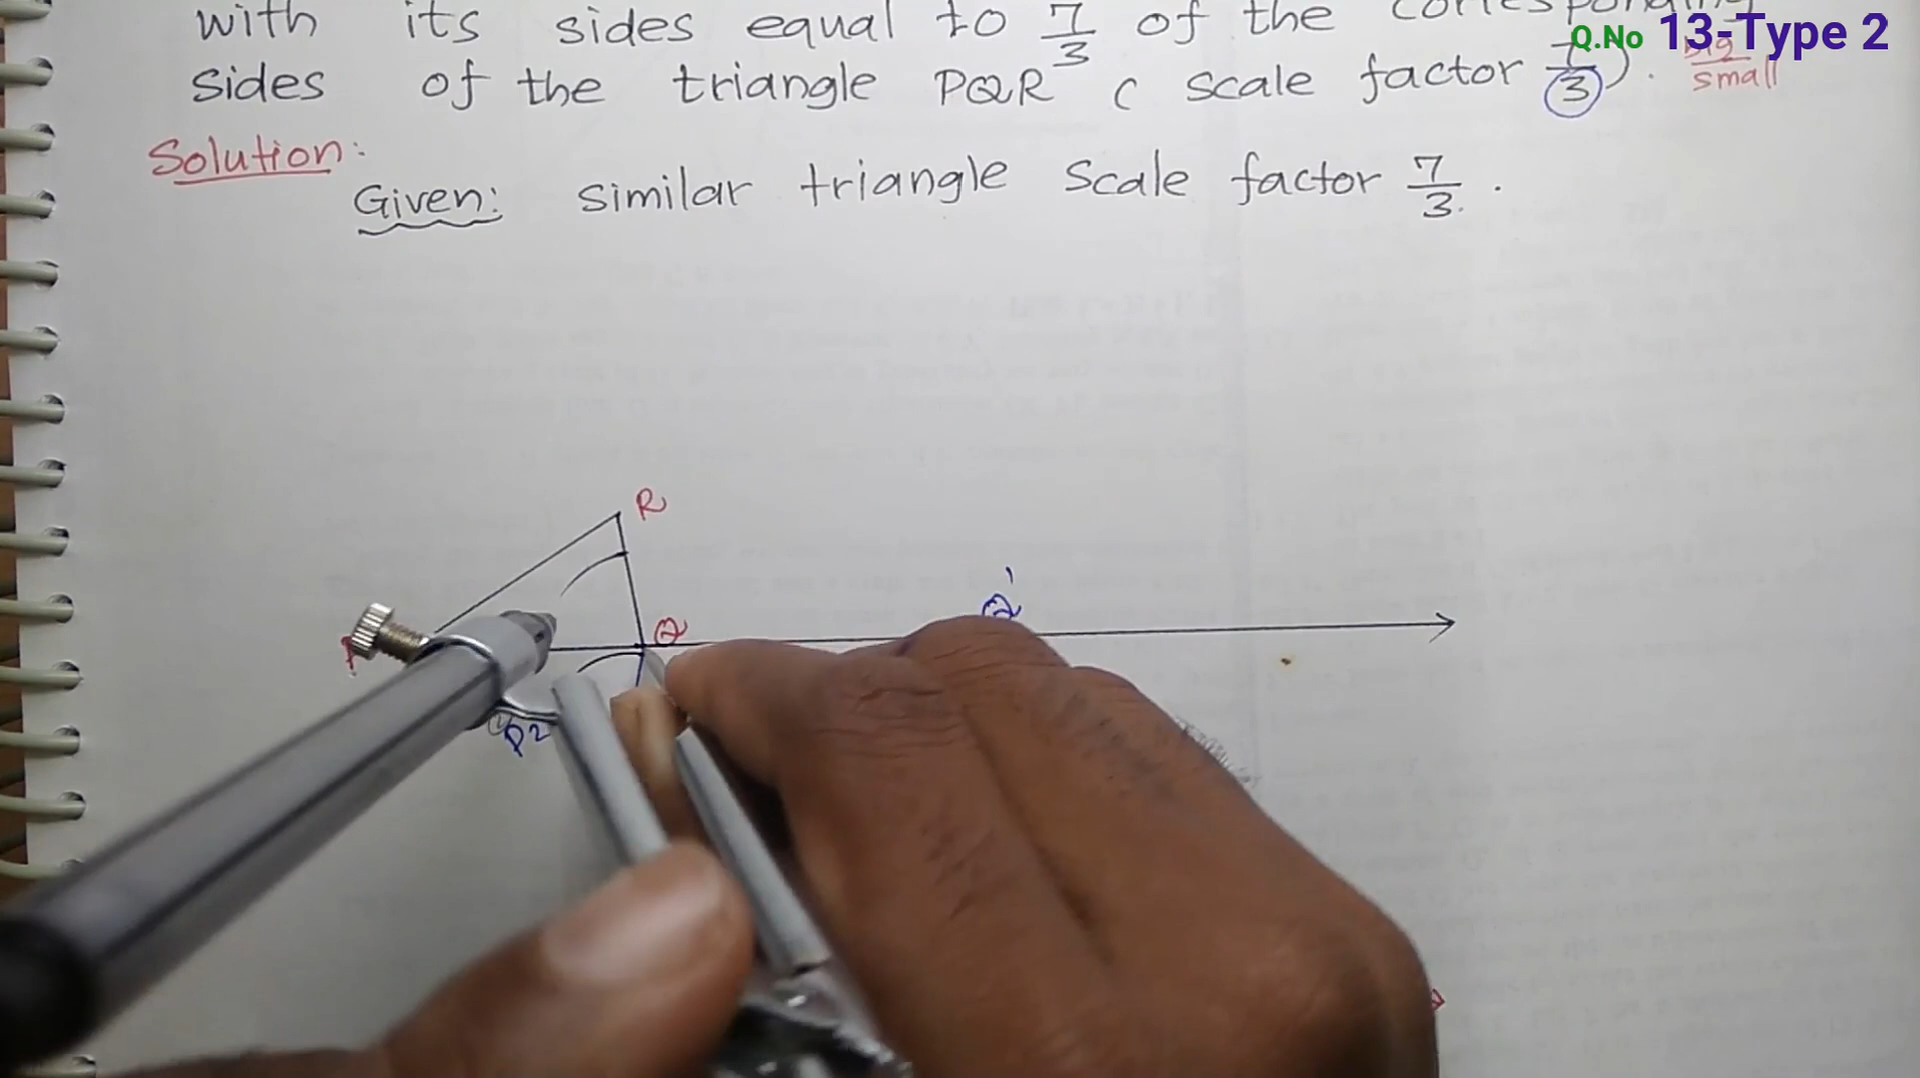 with its sides equal to 7/3 of the corresponding
Q.No 13-Type 2
sides of the triangle PQR ( scale factor 7/3).
big
small
Solution:
Given: similar triangle scale factor 7/3.
R
Q
Q'
P2